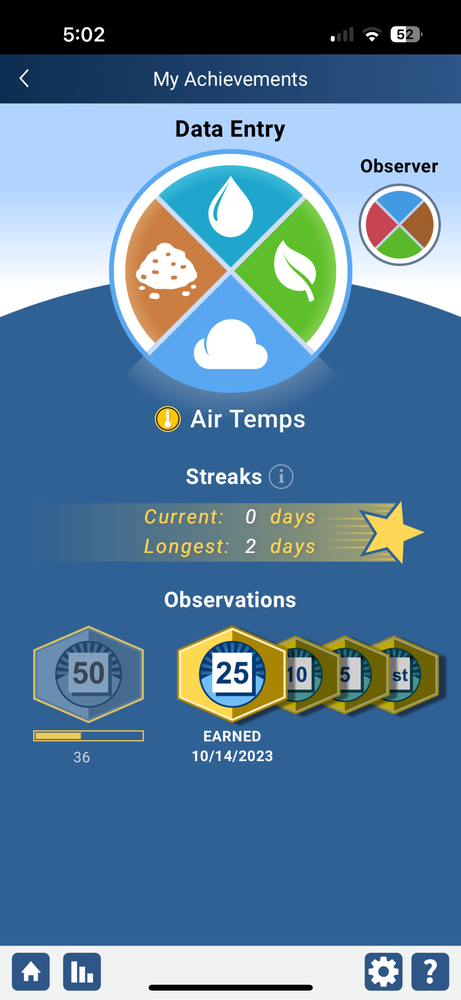 5:02
52
My Achievements
Data Entry
Observer
Air Temps
Streaks i
Current: 0 days
Longest: 2 days
Observations
50
25
10
5
st
36
EARNED
10/14/2023
?